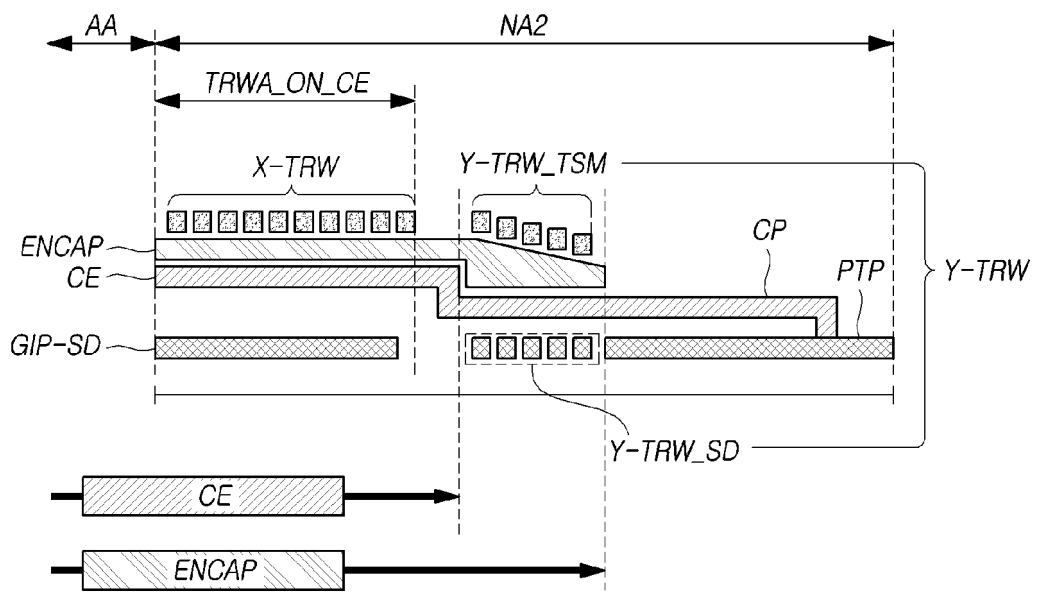 AA
NA2
TRWA_ON_CE
X-TRW
Y-TRW_TSM
ENCAP
CE
CP
PTP
Y-TRW
GIP-SD
Y-TRW_SD
CE
ENCAP